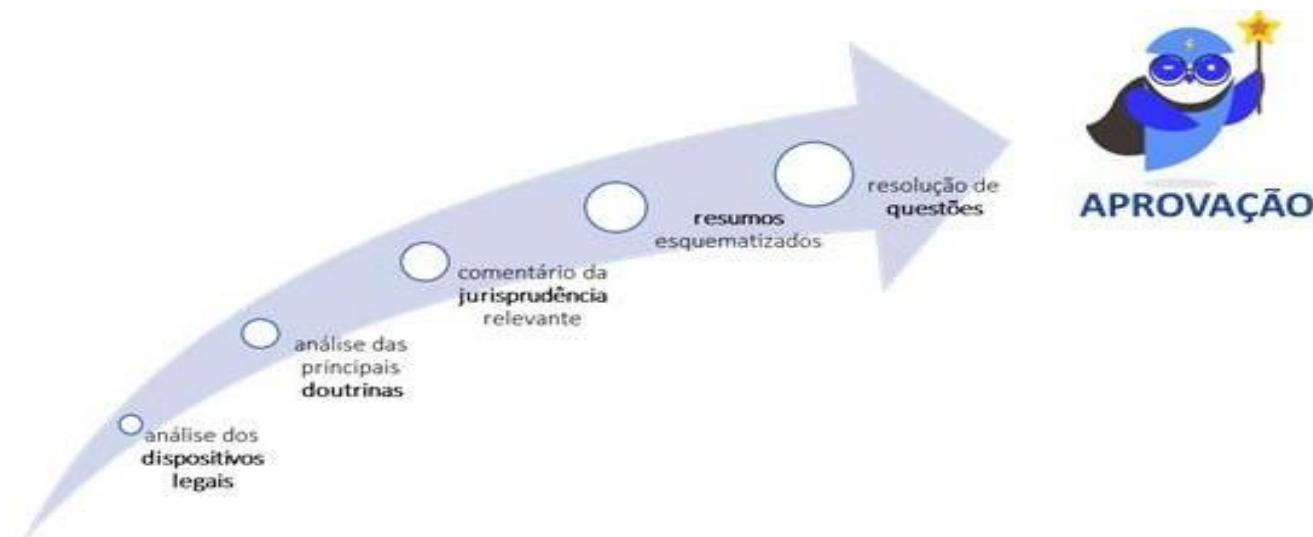 análise dos
dispositivos
legais
análise das
principais
doutrinas
comentário da
jurisprudência
relevante
resumos
esquematizados
resolução de
questões
APROVAÇÃO